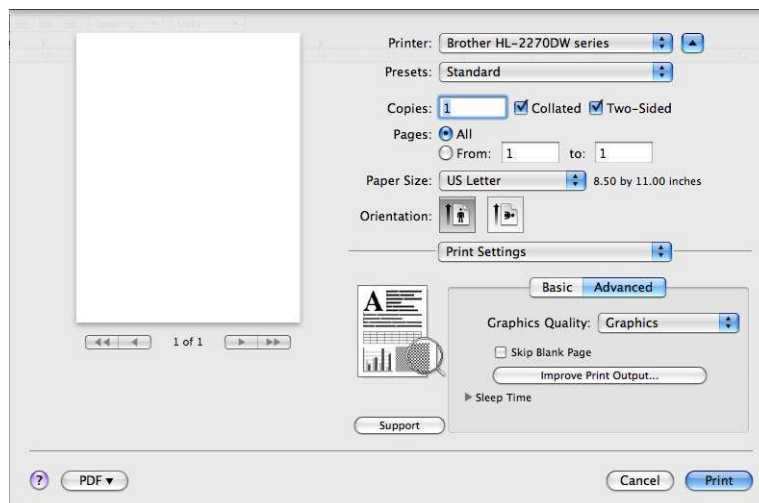 Spacing
Lists
Printer: Brother HL-2270DW series
Presets: Standard
Copies: 1 Collated Two-Sided
Pages: All
From: 1 to: 1
Paper Size: US Letter 8.50 by 11.00 inches
Orientation:
Print Settings
Basic Advanced
A
Graphics Quality: Graphics
Skip Blank Page
Improve Print Output...
Sleep Time
1 of 1
Support
? PDF▾ Cancel Print